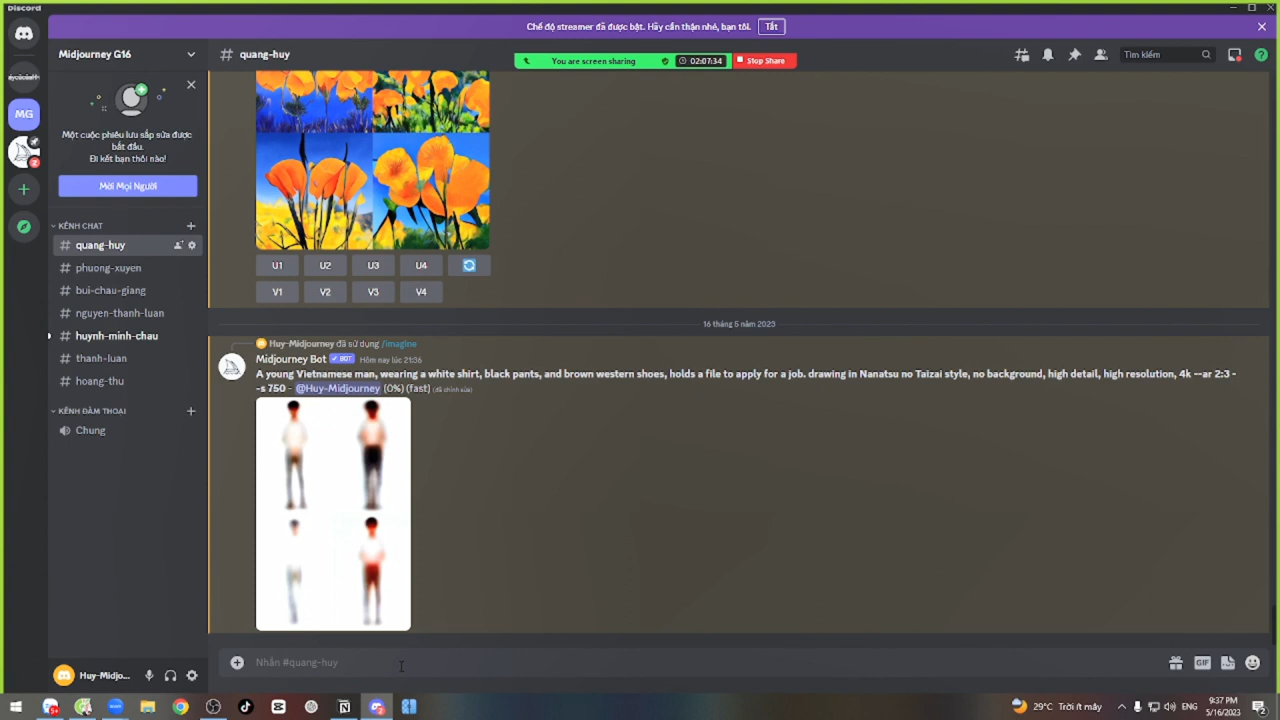 Discord
Chế độ streamer đã được bật. Hãy cẩn thận nhé, bạn tôi.
Tắt
Midjourney G16
quang-huy
You are screen sharing
02:07:34
Stop Share
Tìm kiếm
MG
2
Một cuộc phiêu lưu sắp sửa được
bắt đầu.
Đi kết bạn thôi nào!
Mời Mọi Người
KÊNH CHAT
quang-huy
phuong-xuyen
bui-chau-giang
nguyen-thanh-luan
huynh-minh-chau
thanh-luan
hoang-thu
KÊNH ĐÀM THOẠI
Chung
U1 U2 U3 U4
V1 V2 V3 V4
16 tháng 5 năm 2023
Huy-Midjourney đã sử dụng /imagine
Midjourney Bot BOT Hôm nay lúc 21:36
A young Vietnamese man, wearing a white shirt, black pants, and brown western shoes, holds a file to apply for a job. drawing in Nanatsu no Taizai style, no background, high detail, high resolution, 4k --ar 2:3 -
-s 750 - @Huy-Midjourney (0%) (fast) (đã chỉnh sửa)
Nhắn #quang-huy
GIF
Huy-Midjo...
29°C Trời ít mây
ENG
9:37 PM
5/16/2023
2